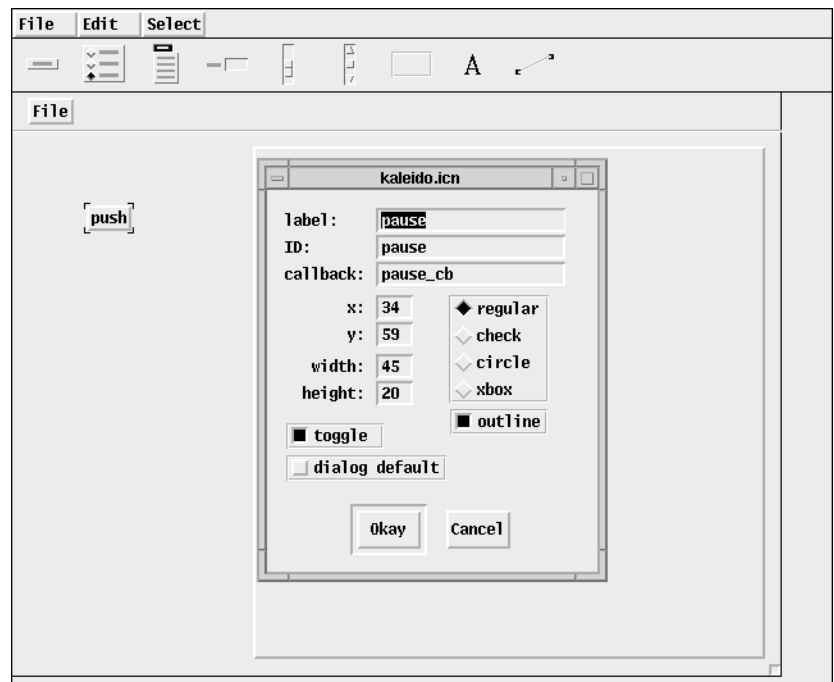 File Edit Select
A
File
kaleido.icn
push
label: pause
ID: pause
callback: pause_cb
x: 34
regular
y: 59
check
width: 45
circle
height: 20
xbox
outline
toggle
dialog default
Okay Cancel